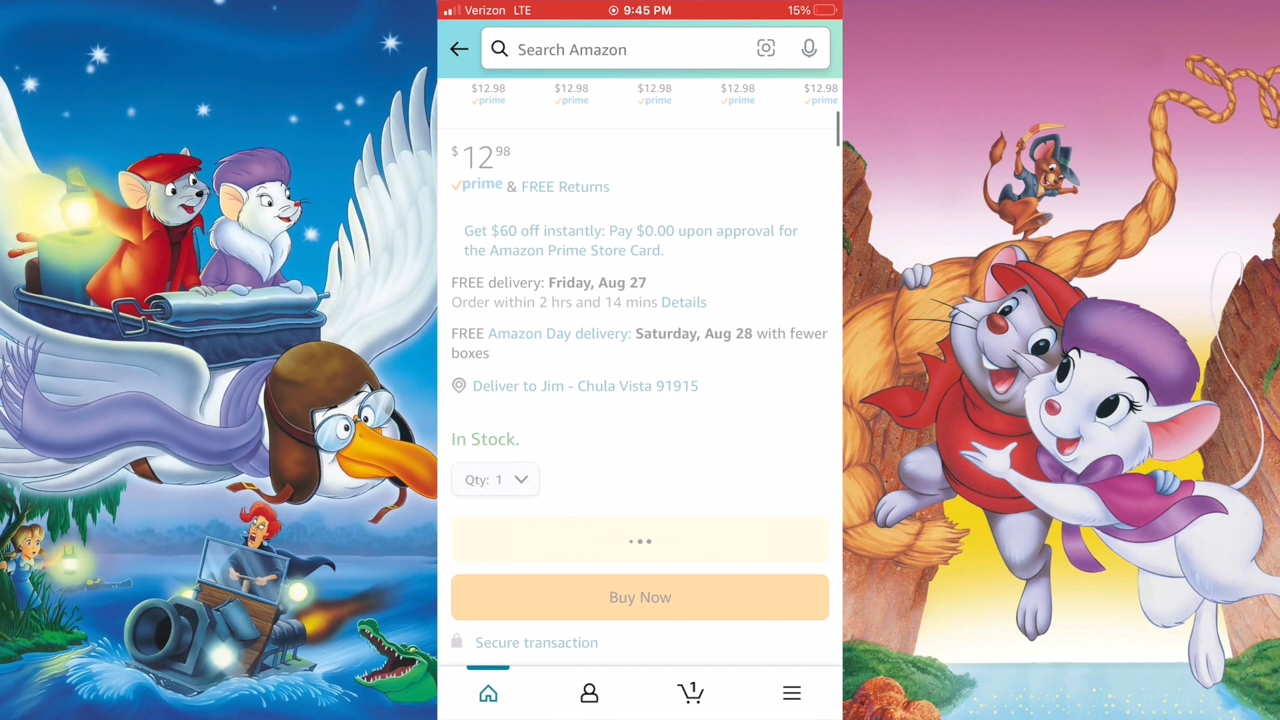 Verizon LTE 9:45 PM 15%
Search Amazon
$12.98 $12.98 $12.98 $12.98 $12.98
prime prime prime prime prime
$12 98
prime & FREE Returns
Get $60 off instantly: Pay $0.00 upon approval for
the Amazon Prime Store Card.
FREE delivery: Friday, Aug 27
Order within 2 hrs and 14 mins Details
FREE Amazon Day delivery: Saturday, Aug 28 with fewer
boxes
Deliver to Jim - Chula Vista 91915
In Stock.
Qty: 1
Buy Now
Secure transaction
1